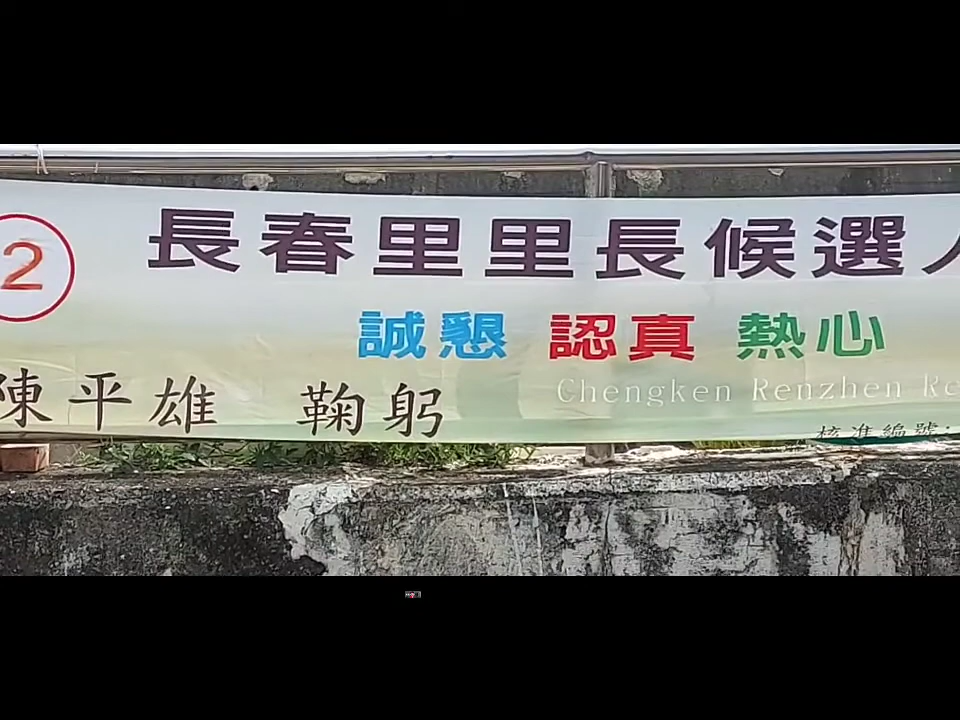 2
長春里里長候選人
誠懇 認真 熱心
Chengken Renzhen Re
陳平雄 鞠躬
核准編號: